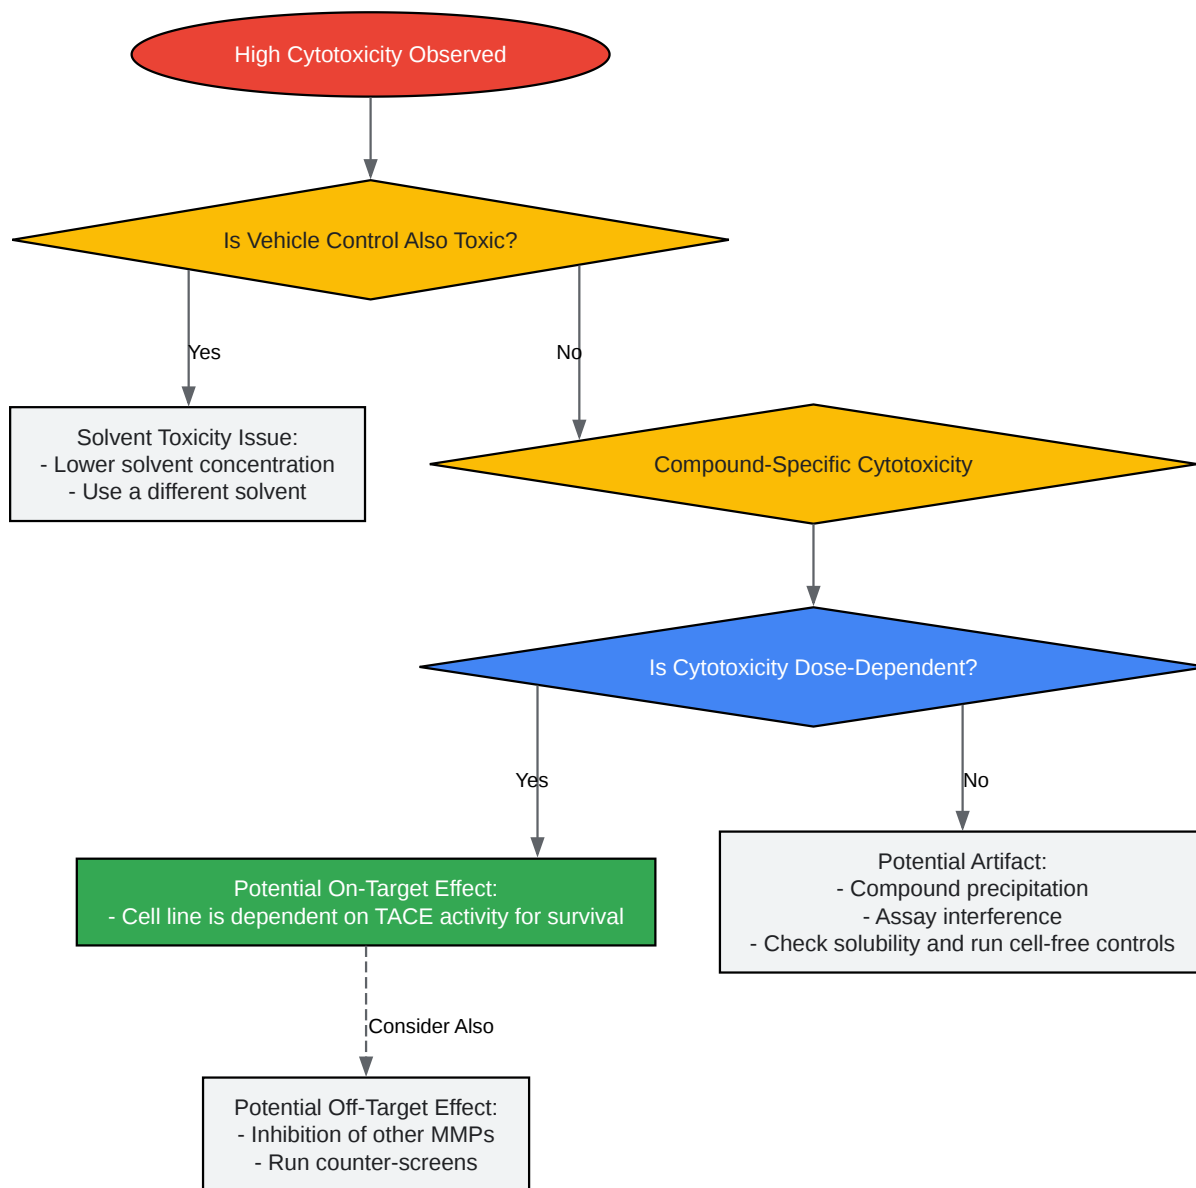 High Cytotoxicity Observed
Is Vehicle Control Also Toxic?
Yes
No
Solvent Toxicity Issue:
- Lower solvent concentration
- Use a different solvent
Compound-Specific Cytotoxicity
Is Cytotoxicity Dose-Dependent?
Yes
No
Potential On-Target Effect:
- Cell line is dependent on TACE activity for survival
Potential Artifact:
- Compound precipitation
- Assay interference
- Check solubility and run cell-free controls
Consider Also
Potential Off-Target Effect:
- Inhibition of other MMPs
- Run counter-screens